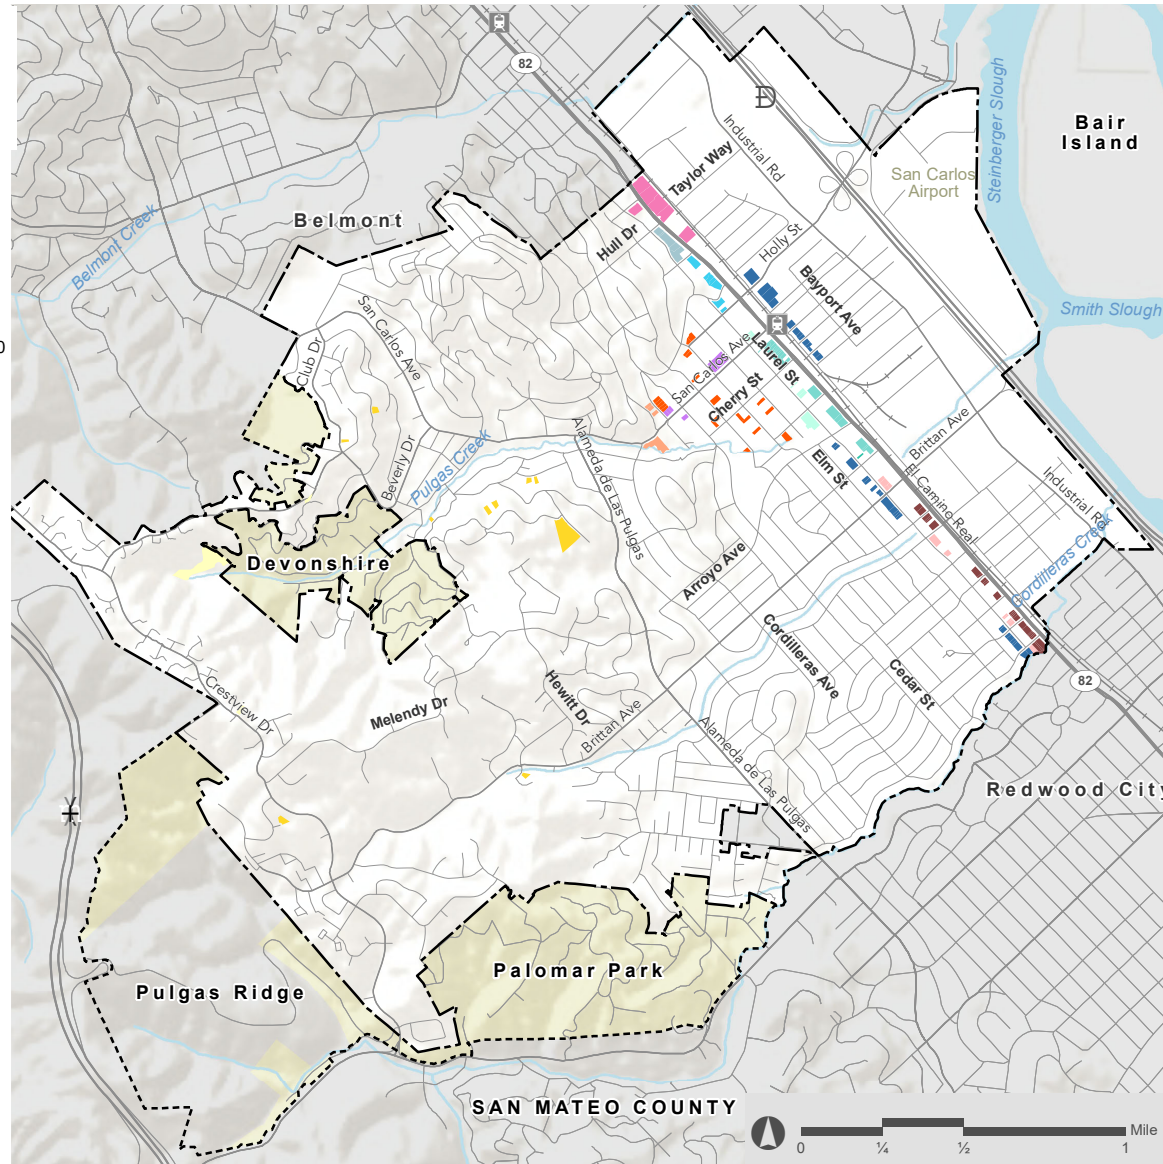 82
Bair
Island
Steinberger Slough
Industrial Rd
Taylor Way
San Carlos
Airport
Belmont
Belmont Creek
Hull Dr
Holly St
Bayport Ave
Smith Slough
San Carlos Ave
Club Dr
0
Laurel St
San Carlos Ave
Cherry St
Beverly Dr
Pulgas Creek
Alameda de Las Pulgas
Elm St
Brittan Ave
El Camino Real
Industrial Rd
Cordilleras Creek
Devonshire
Arroyo Ave
Cordilleras Ave
Cedar St
82
Crestview Dr
Melendy Dr
Hewitt Dr
Brittan Ave
Alameda de Las Pulgas
Redwood City
Palomar Park
Pulgas Ridge
SAN MATEO COUNTY
Mile
0 ¼ ½ 1